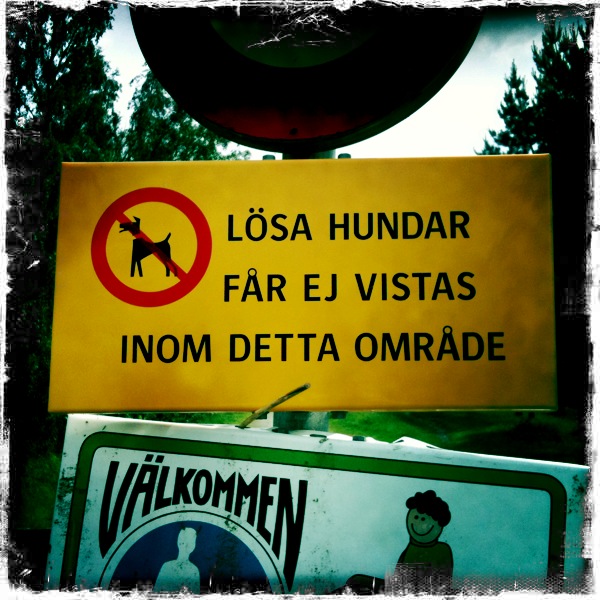 LÖSA HUNDAR
FÅR EJ VISTAS
INOM DETTA OMRÅDE
VÄLKOMMEN